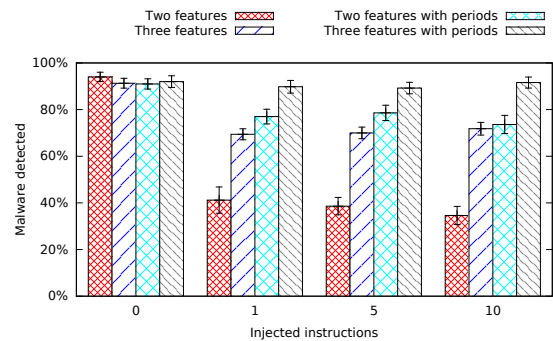 Two features
Three features
Two features with periods
Three features with periods
100%
80%
60%
40%
20%
0%
Malware detected
0
1
5
10
Injected instructions